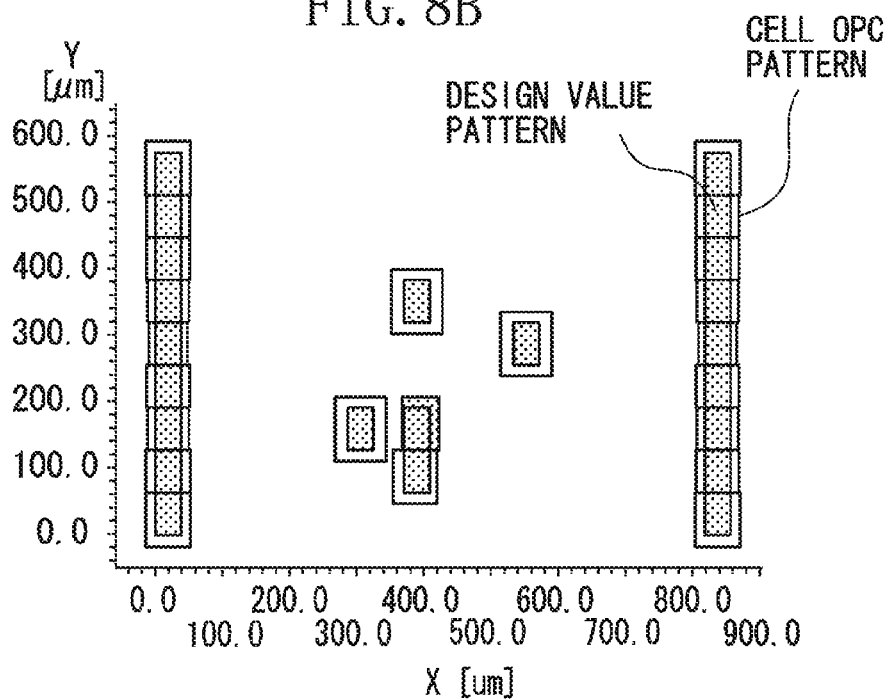 FIG. 8B
CELL OPC
PATTERN
DESIGN VALUE
PATTERN
Y
[μm]
600.0
500.0
400.0
300.0
200.0
100.0
0.0
0.0 200.0 400.0 600.0 800.0
100.0 300.0 500.0 700.0 900.0
X [um]